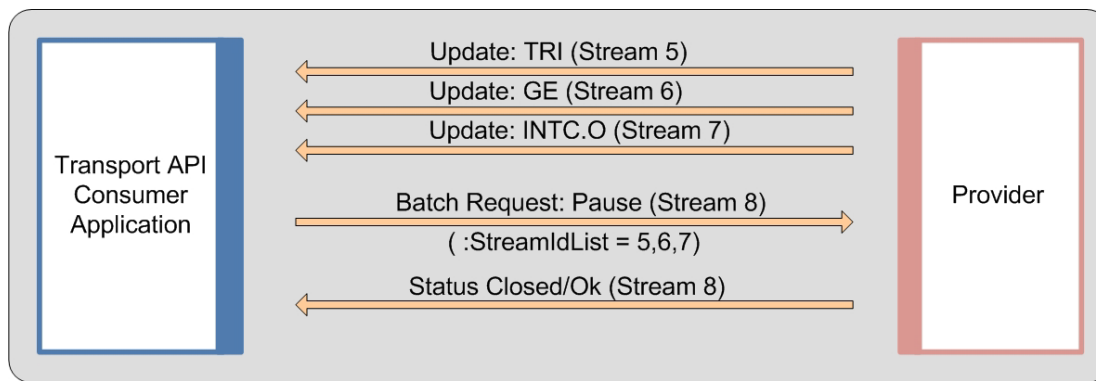 Update: TRI (Stream 5)
Update: GE (Stream 6)
Update: INTC.O (Stream 7)
Transport API
Consumer
Application
Provider
Batch Request: Pause (Stream 8)
( :StreamIdList = 5,6,7)
Status Closed/Ok (Stream 8)